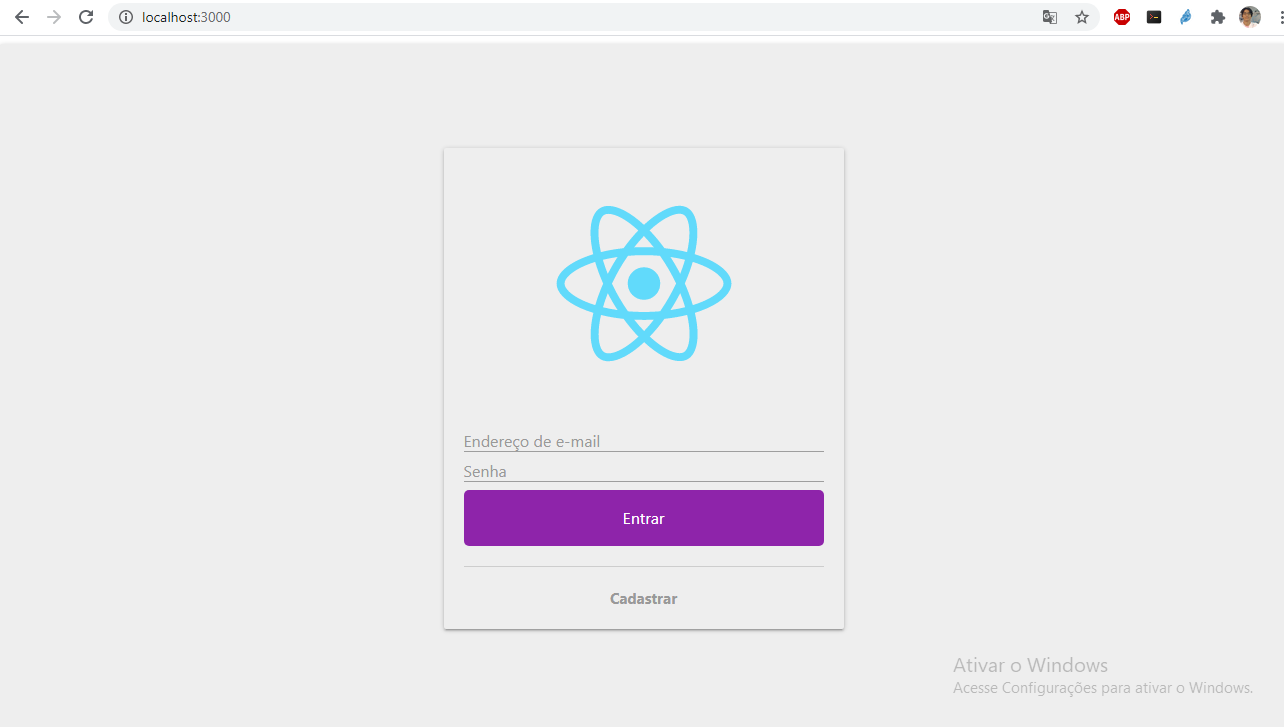 localhost:3000
ABP
Endereço de e-mail
Senha
Entrar
Cadastrar
Ativar o Windows
Acesse Configurações para ativar o Windows.